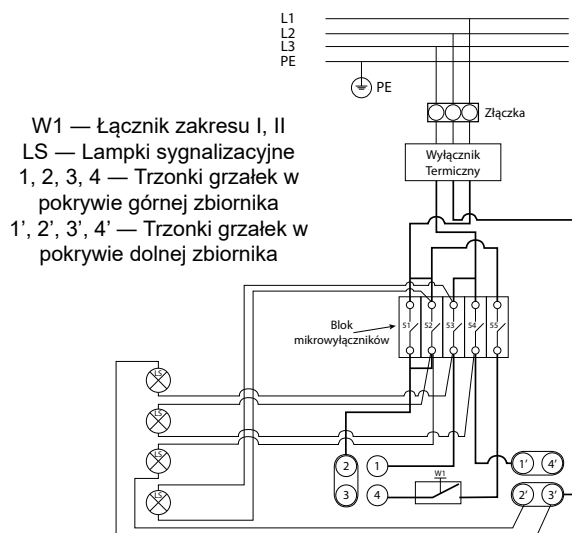 L1
L2
L3
PE
PE
Złączka
W1 — Łącznik zakresu I, II
LS — Lampki sygnalizacyjne
1, 2, 3, 4 — Trzonki grzałek w
pokrywie górnej zbiornika
1’, 2’, 3’, 4’ — Trzonki grzałek w
pokrywie dolnej zbiornika
Wyłącznik
Termiczny
Blok
mikrowyłączników
S1 S2 S3 S4 S5
LS
LS
LS
LS
2 1 1’ 4’
W1
3 4 2’ 3’